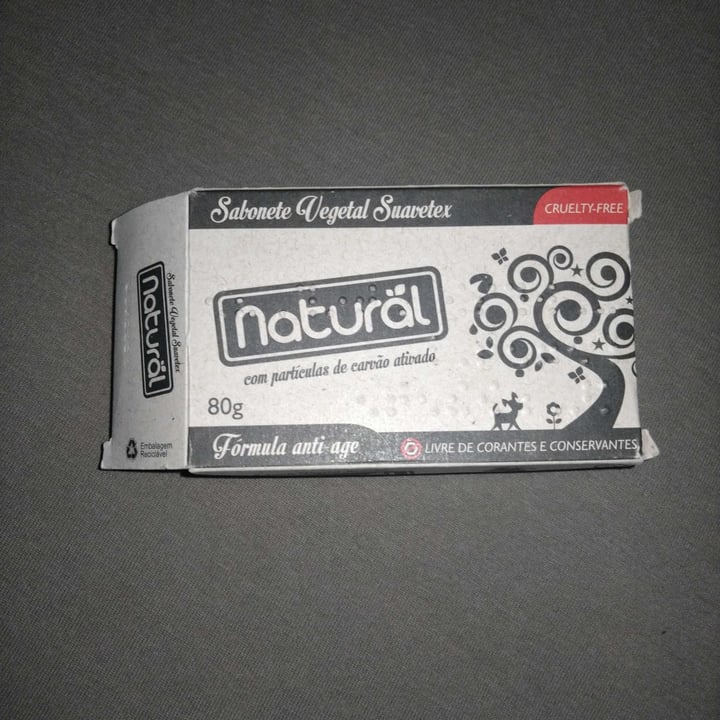 Sabonete Vegetal Suavetex
CRUELTY-FREE
naturäl
com partículas de carvão ativado
80g
Fórmula anti-age
LIVRE DE CORANTES E CONSERVANTES
Sabonete Vegetal Suavetex
naturäl
Embalagem
Reciclável